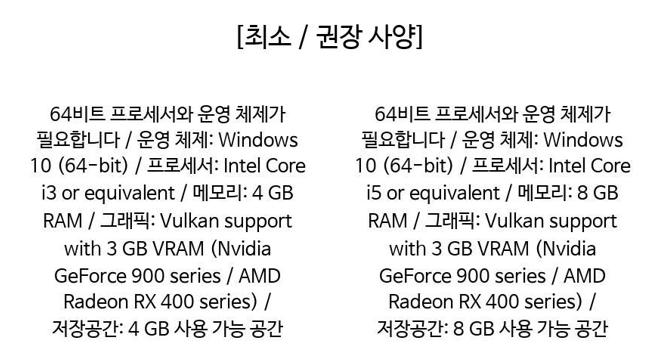 [최소 / 권장 사양]
64비트 프로세서와 운영 체제가
필요합니다 / 운영 체제: Windows
10 (64-bit) / 프로세서: Intel Core
i3 or equivalent / 메모리: 4 GB
RAM / 그래픽: Vulkan support
with 3 GB VRAM (Nvidia
GeForce 900 series / AMD
Radeon RX 400 series) /
저장공간: 4 GB 사용 가능 공간
64비트 프로세서와 운영 체제가
필요합니다 / 운영 체제: Windows
10 (64-bit) / 프로세서: Intel Core
i5 or equivalent / 메모리: 8 GB
RAM / 그래픽: Vulkan support
with 3 GB VRAM (Nvidia
GeForce 900 series / AMD
Radeon RX 400 series) /
저장공간: 8 GB 사용 가능 공간